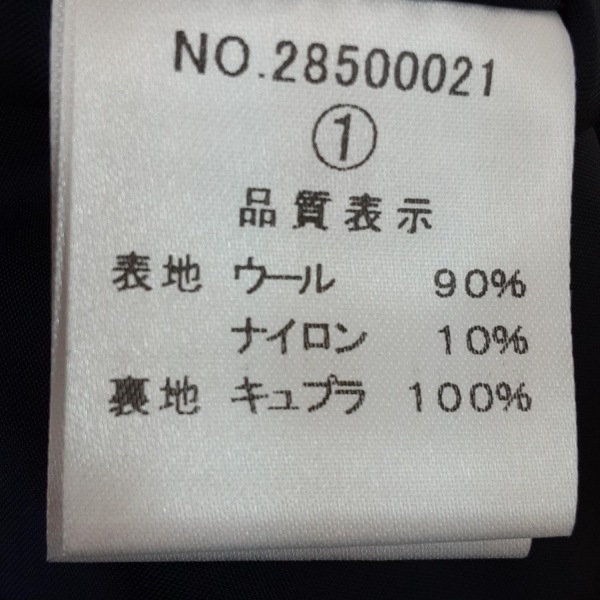 NO.28500021
①
品質表示
表地 ウール 90%
ナイロン 10%
裏地 キュプラ 100%